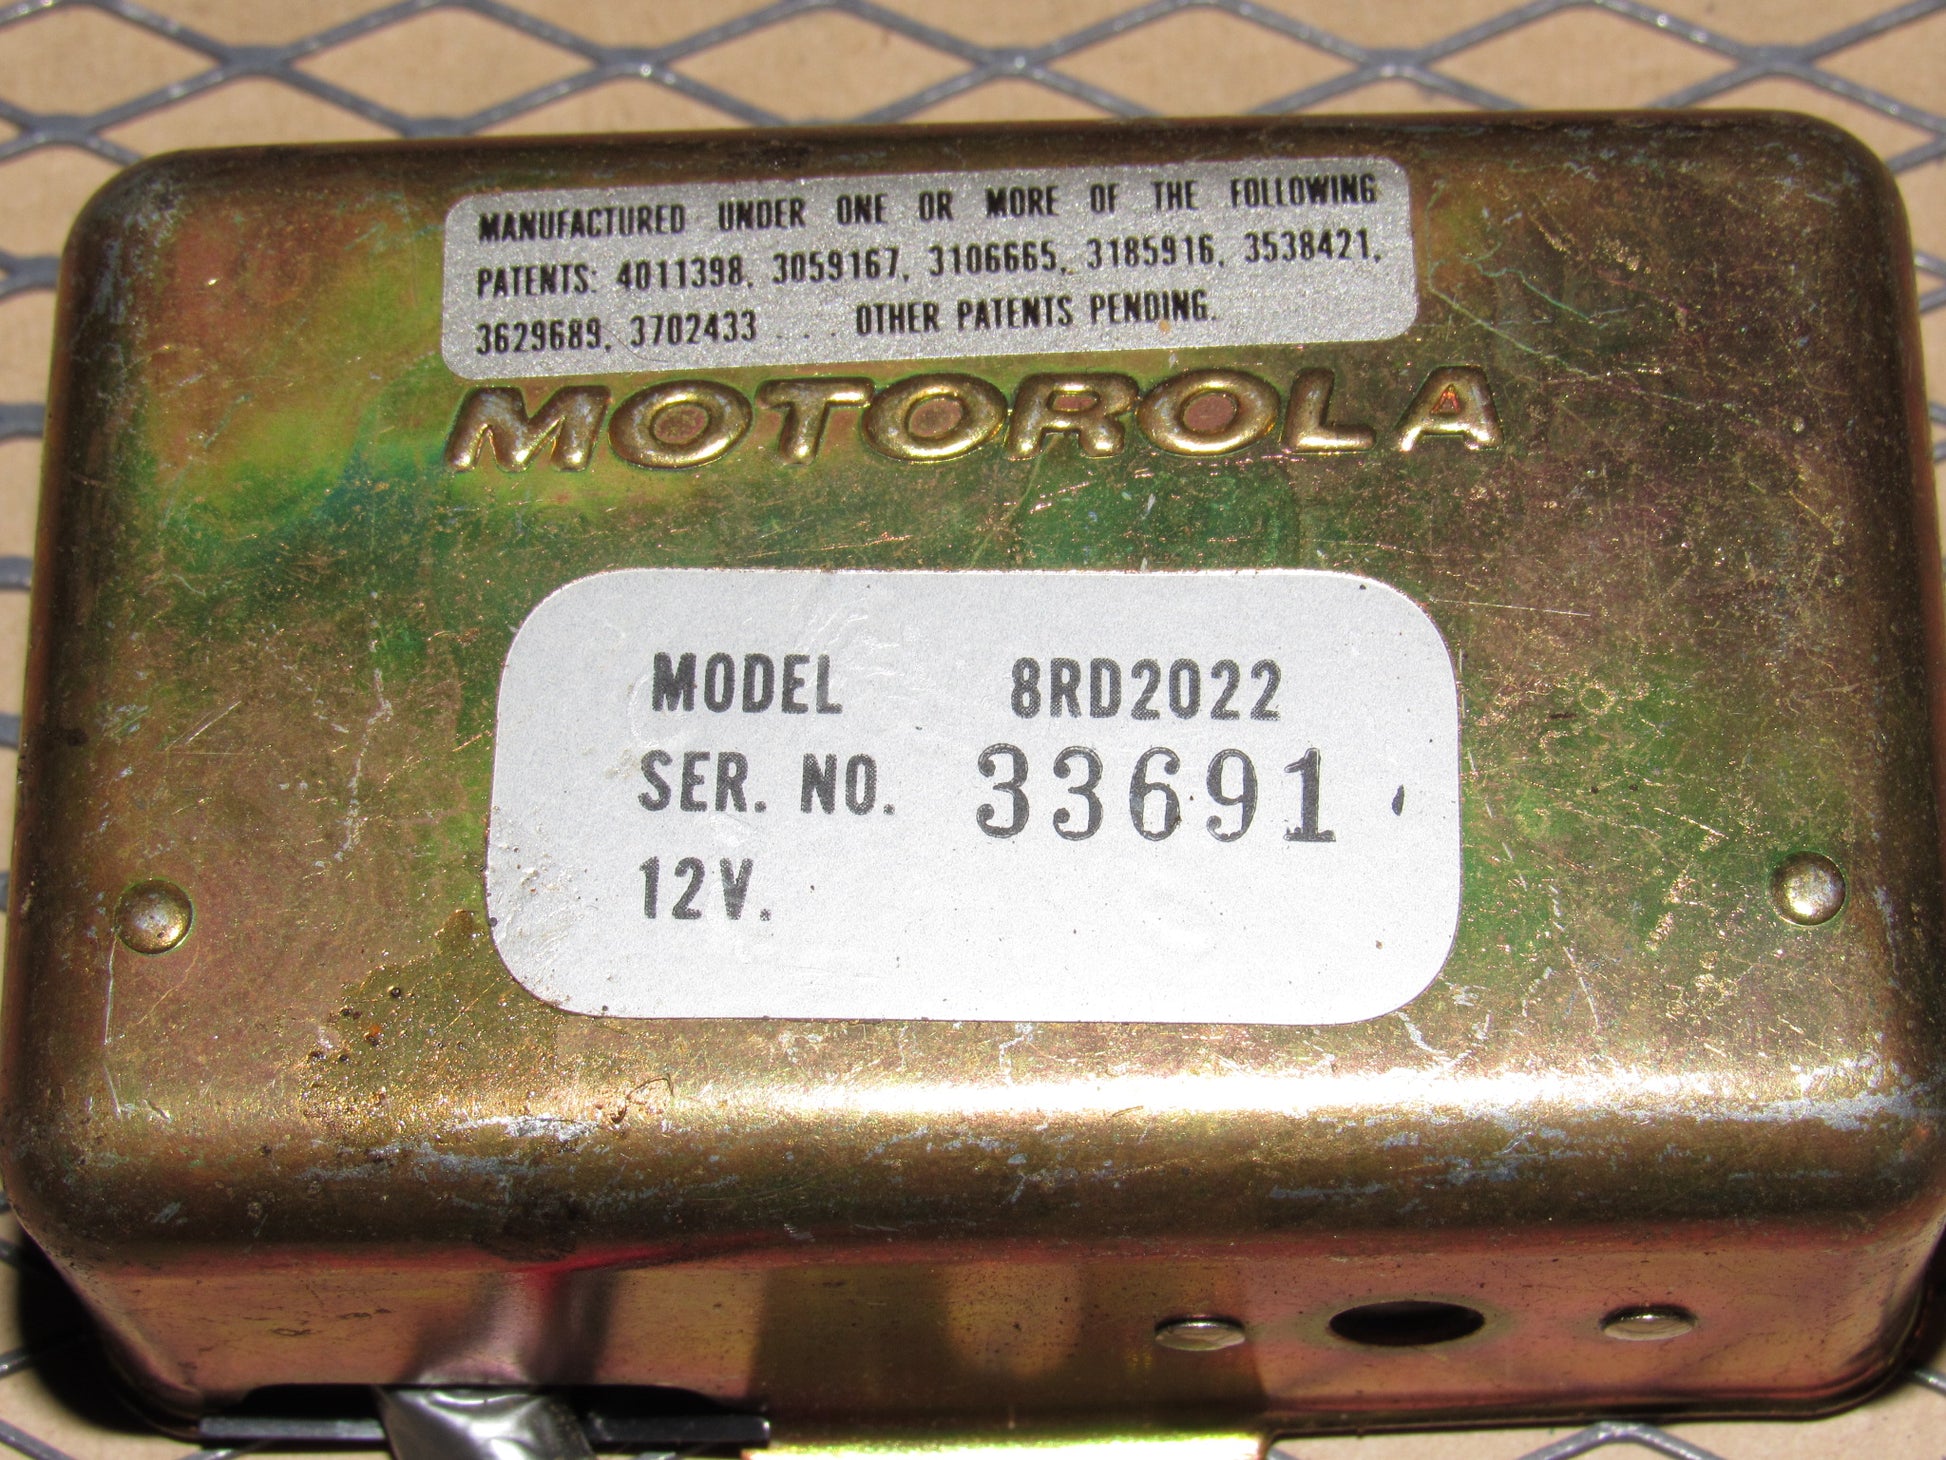 MANUFACTURED UNDER ONE OR MORE OF THE FOLLOWING
PATENTS: 4011398, 3059167, 3106665, 3185916, 3538421,
3629689, 3702433 . . . OTHER PATENTS PENDING.
MOTOROLA
MODEL 8RD2022
SER. NO. 33691
12V.